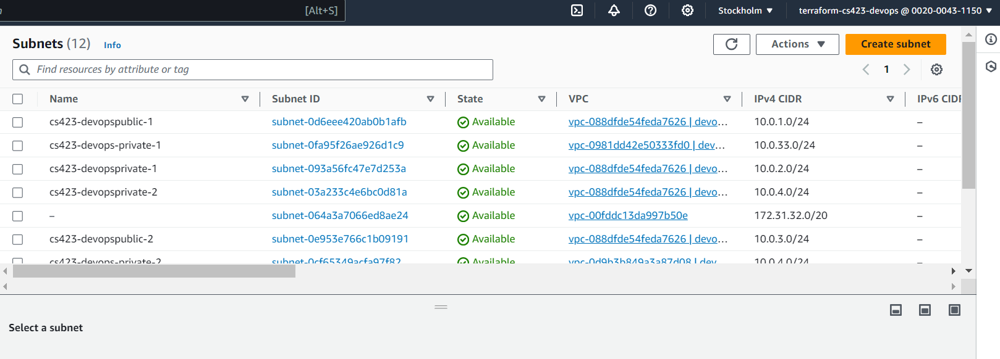 [Alt+S] Stockholm ▼ terraform-cs423-devops @ 0020-0043-1150 ▼
Subnets (12) Info Actions ▼ Create subnet
Find resources by attribute or tag 1
Name Subnet ID State VPC IPv4 CIDR IPv6 CIDR
cs423-devopspublic-1 subnet-0d6eee420ab0b1afb Available vpc-088dfde54feda7626 | devo… 10.0.1.0/24 –
cs423-devops-private-1 subnet-0fa95f26ae926d1c9 Available vpc-0981dd42e50333fd0 | dev… 10.0.33.0/24 –
cs423-devopsprivate-1 subnet-093a56fc47e7d253a Available vpc-088dfde54feda7626 | devo… 10.0.2.0/24 –
cs423-devopsprivate-2 subnet-03a233c4e6bc0d81a Available vpc-088dfde54feda7626 | devo… 10.0.4.0/24 –
– subnet-064a3a7066ed8ae24 Available vpc-00fddc13da997b50e 172.31.32.0/20 –
cs423-devopspublic-2 subnet-0e953e766c1b09191 Available vpc-088dfde54feda7626 | devo… 10.0.3.0/24 –
cs423-devops-private-2 subnet-0cf65349acfa97f82 Available vpc-0d9b3b849a3a87d08 | dev… 10.0.4.0/24 –
Select a subnet